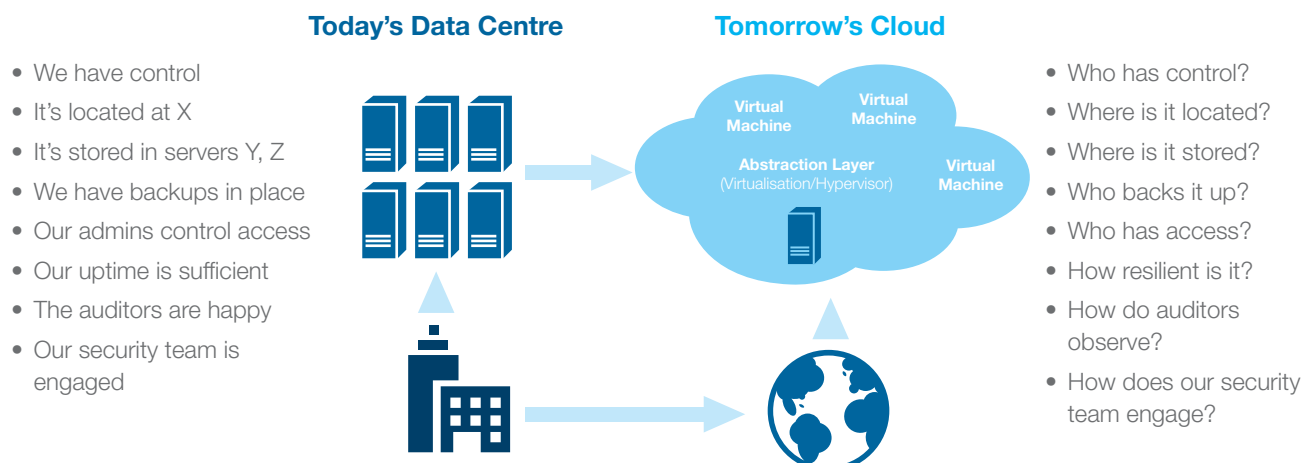 Today’s Data Centre
• We have control
• It’s located at X
• It’s stored in servers Y, Z
• We have backups in place
• Our admins control access
• Our uptime is sufficient
• The auditors are happy
• Our security team is
engaged
Tomorrow’s Cloud
Virtual
Machine
Virtual
Machine
Abstraction Layer
(Virtualisation/Hypervisor)
Virtual
Machine
• Who has control?
• Where is it located?
• Where is it stored?
• Who backs it up?
• Who has access?
• How resilient is it?
• How do auditors
observe?
• How does our security
team engage?